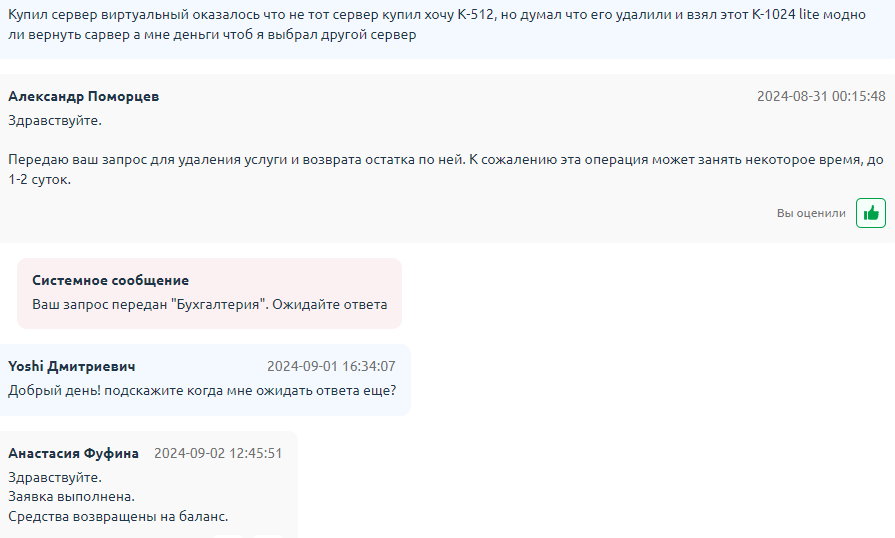 Купил сервер виртуальный оказалось что не тот сервер купил хочу K-512, но думал что его удалили и взял этот K-1024 lite модно
ли вернуть сарвер а мне деньги чтоб я выбрал другой сервер
Александр Поморцев 2024-08-31 00:15:48
Здравствуйте.
Передаю ваш запрос для удаления услуги и возврата остатка по ней. К сожалению эта операция может занять некоторое время, до
1-2 суток.
Вы оценили
Системное сообщение
Ваш запрос передан "Бухгалтерия". Ожидайте ответа
Yoshi Дмитриевич 2024-09-01 16:34:07
Добрый день! подскажите когда мне ожидать ответа еще?
Анастасия Фуфина 2024-09-02 12:45:51
Здравствуйте.
Заявка выполнена.
Средства возвращены на баланс.